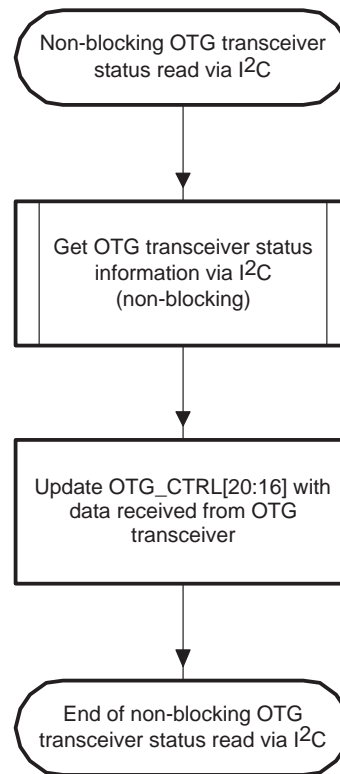 Non-blocking OTG transceiver
status read via I²C
Get OTG transceiver status
information via I²C
(non-blocking)
Update OTG_CTRL[20:16] with
data received from OTG
transceiver
End of non-blocking OTG
transceiver status read via I²C